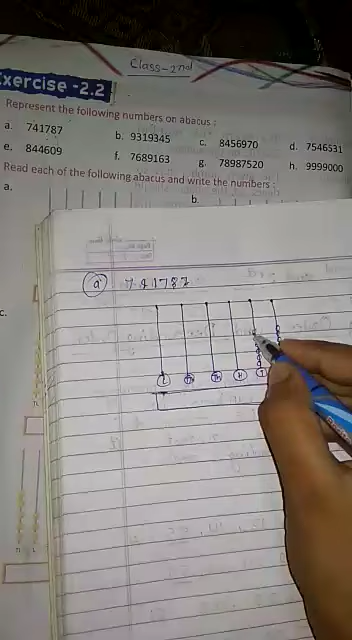 Class-2nd
Exercise -2.2
Represent the following numbers on abacus :
a. 741787 b. 9319345 c. 8456970 d. 7546531
e. 844609 f. 7689163 g. 78987520 h. 9999000
Read each of the following abacus and write the numbers :
a. b.
c.
a 741787
L Th H T